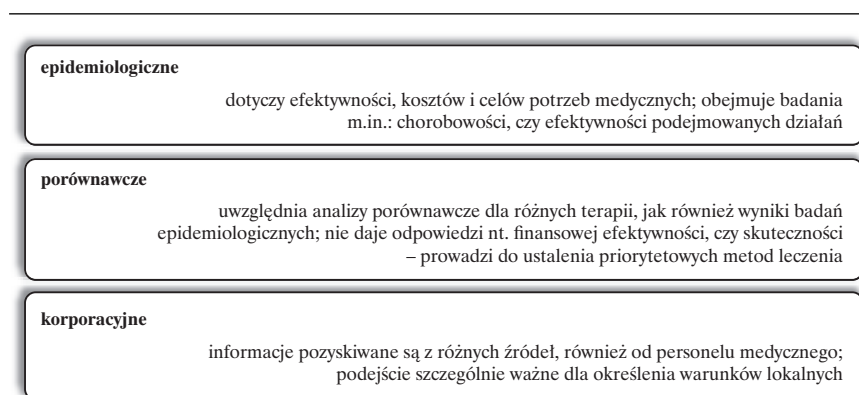 epidemiologiczne
dotyczy efektywności, kosztów i celów potrzeb medycznych; obejmuje badania
m.in.: chorobowości, czy efektywności podejmowanych działań
porównawcze
uwzględnia analizy porównawcze dla różnych terapii, jak również wyniki badań
epidemiologicznych; nie daje odpowiedzi nt. finansowej efektywności, czy skuteczności
– prowadzi do ustalenia priorytetowych metod leczenia
korporacyjne
informacje pozyskiwane są z różnych źródeł, również od personelu medycznego;
podejście szczególnie ważne dla określenia warunków lokalnych